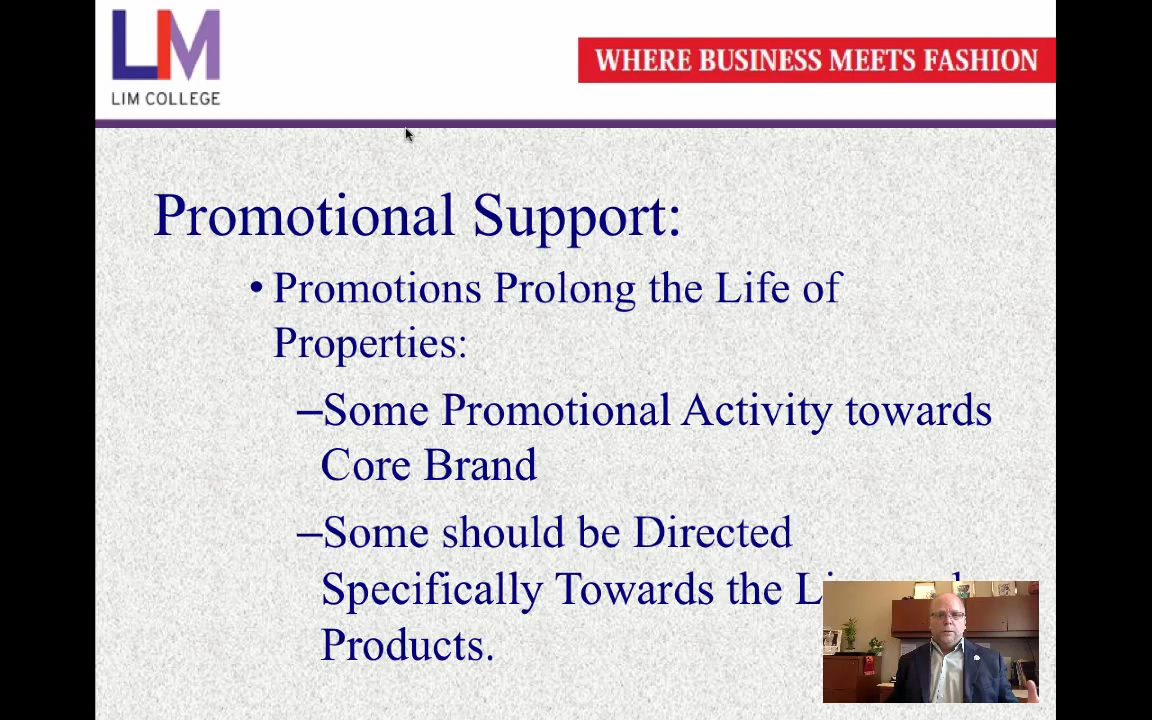 LIM
LIM COLLEGE
WHERE BUSINESS MEETS FASHION
Promotional Support:
• Promotions Prolong the Life of
Properties:
–Some Promotional Activity towards
Core Brand
–Some should be Directed
Specifically Towards the
Products.